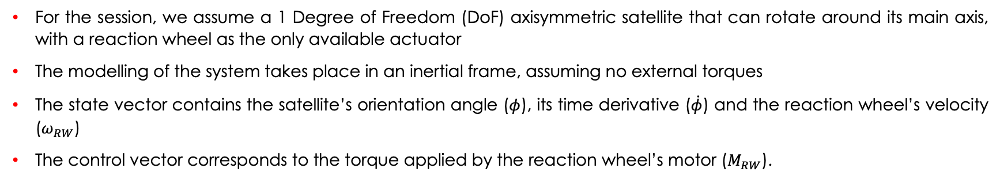 • For the session, we assume a 1 Degree of Freedom (DoF) axisymmetric satellite that can rotate around its main axis,
with a reaction wheel as the only available actuator
• The modelling of the system takes place in an inertial frame, assuming no external torques
• The state vector contains the satellite's orientation angle (ϕ), its time derivative (ϕ̇) and the reaction wheel's velocity
(ω_RW)
• The control vector corresponds to the torque applied by the reaction wheel's motor (M_RW).